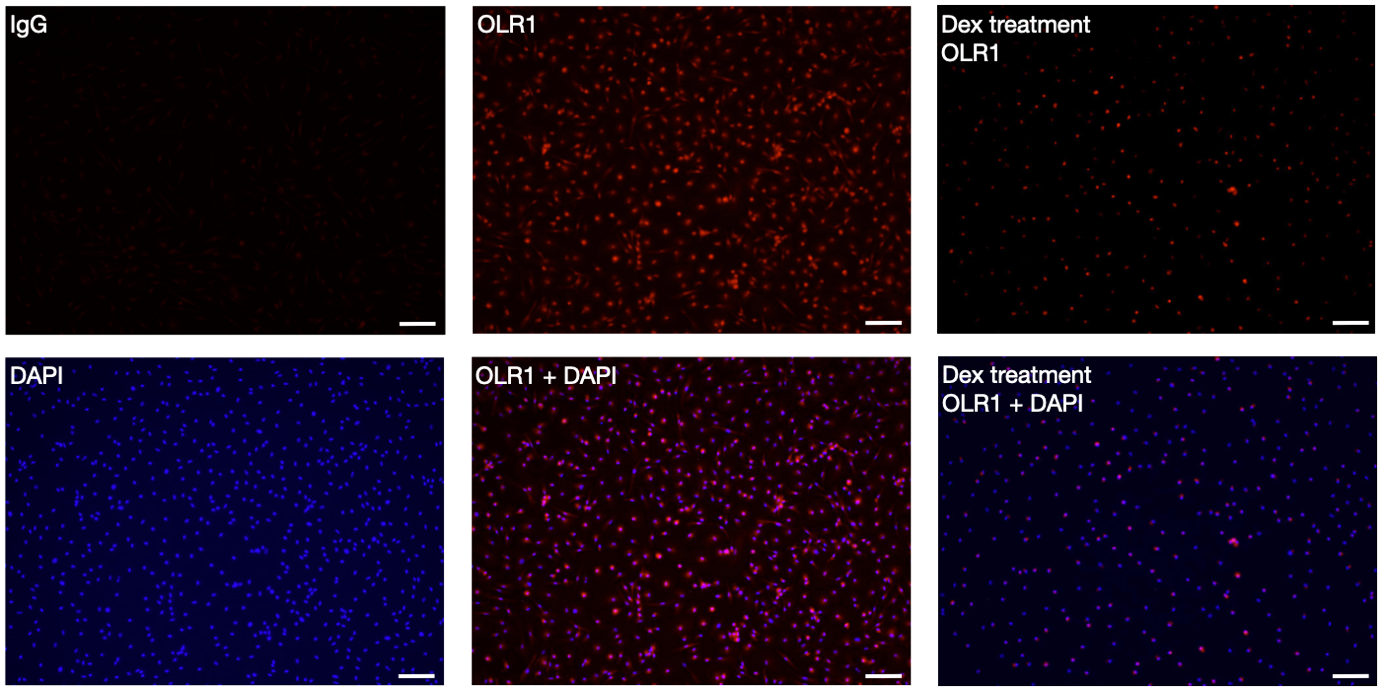 IgG
OLR1
Dex treatment
OLR1
DAPI
OLR1 + DAPI
Dex treatment
OLR1 + DAPI